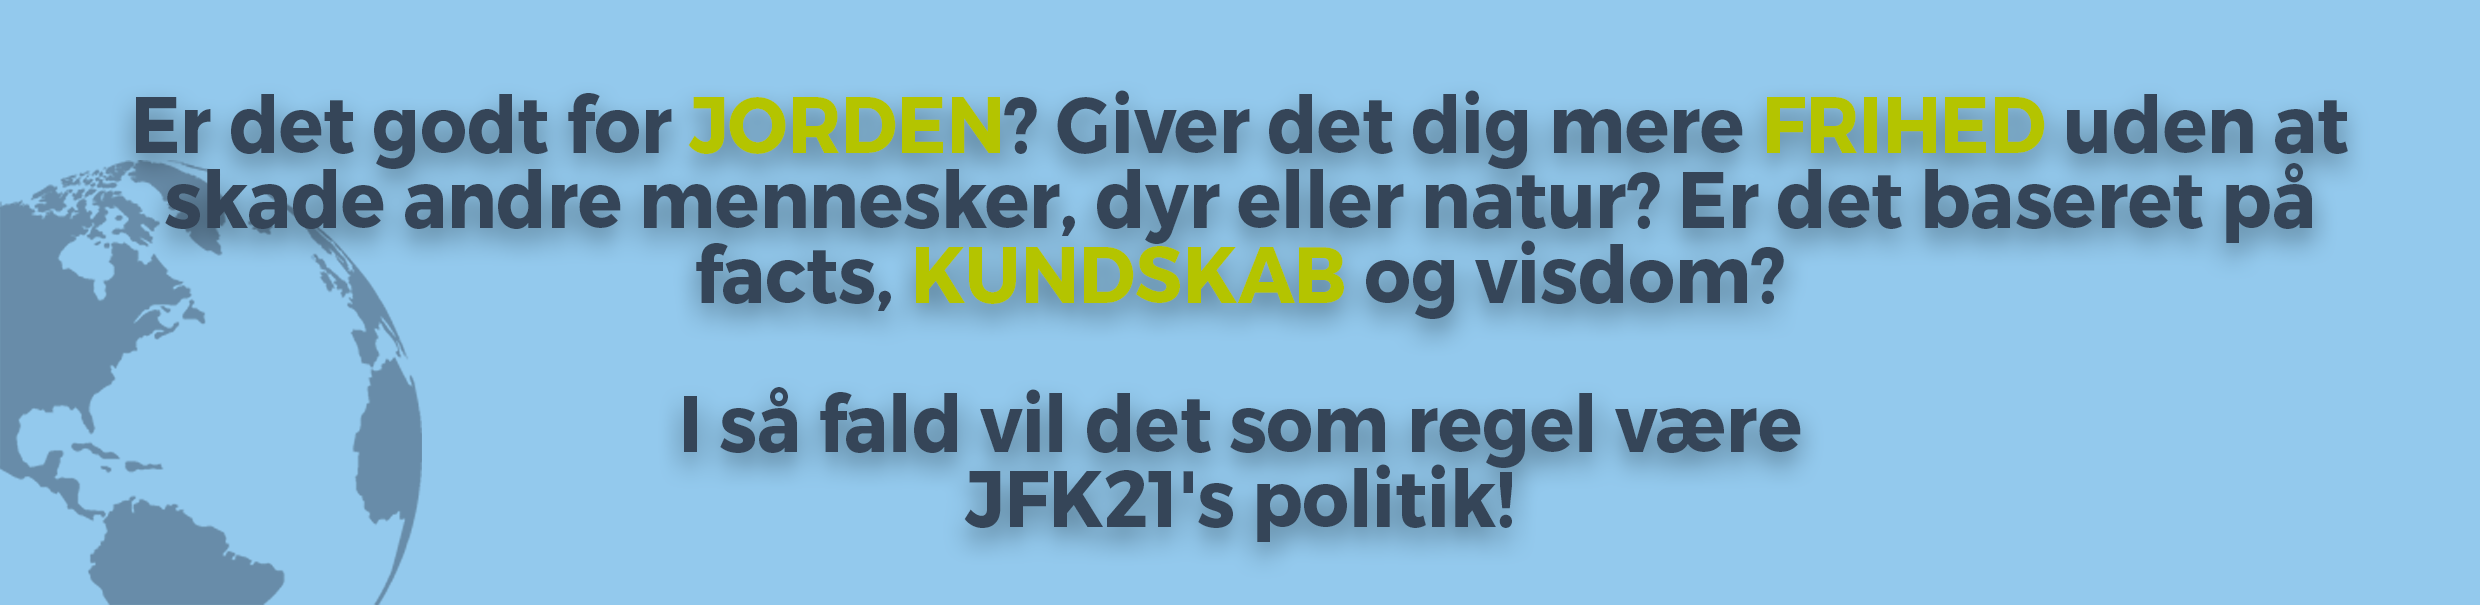 Er det godt for JORDEN? Giver det dig mere FRIHED uden at
skade andre mennesker, dyr eller natur? Er det baseret på
facts, KUNDSKAB og visdom?
I så fald vil det som regel være
JFK21's politik!